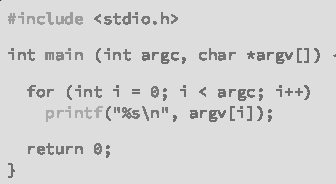 #include <stdio.h>
int main (int argc, char *argv[]) {
for (int i = 0; i < argc; i++)
printf("%s\n", argv[i]);
return 0;
}